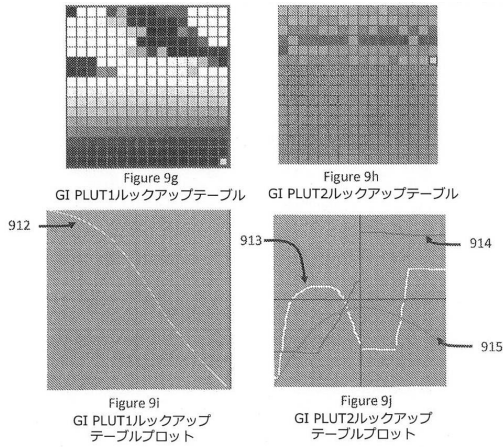 Figure 9g
GI PLUT1ルックアップテーブル
Figure 9h
GI PLUT2ルックアップテーブル
912
913
914
915
Figure 9i
GI PLUT1ルックアップ
テーブルプロット
Figure 9j
GI PLUT2ルックアップ
テーブルプロット